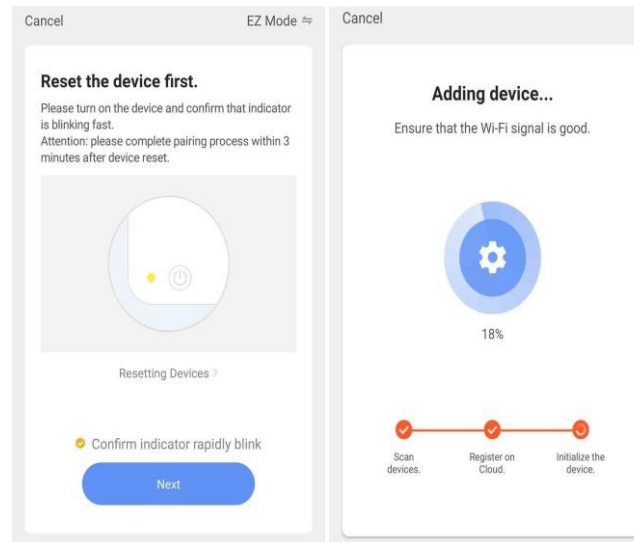 Cancel
EZ Mode ⇋
Reset the device first.
Please turn on the device and confirm that indicator
is blinking fast.
Attention: please complete pairing process within 3
minutes after device reset.
Resetting Devices >
Confirm indicator rapidly blink
Next
Cancel
Adding device...
Ensure that the Wi-Fi signal is good.
18%
Scan
devices.
Register on
Cloud.
Initialize the
device.